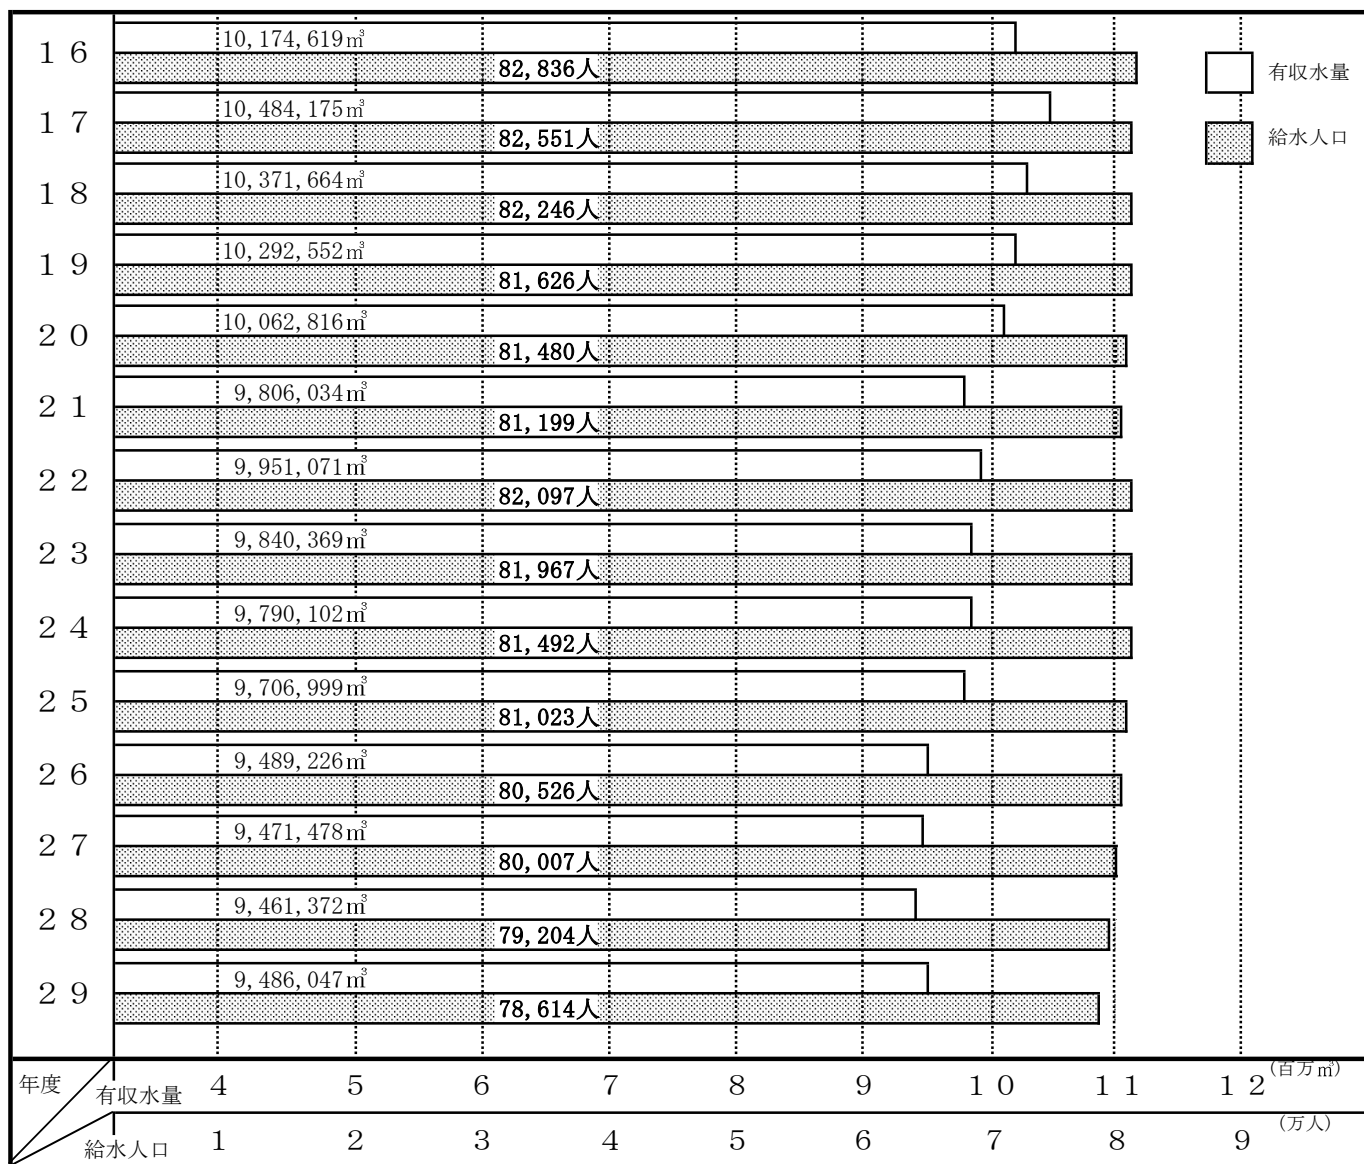 １６
10,174,619㎥
82,836人
有収水量
１７
10,484,175㎥
82,551人
給水人口
１８
10,371,664㎥
82,246人
１９
10,292,552㎥
81,626人
２０
10,062,816㎥
81,480人
２１
9,806,034㎥
81,199人
２２
9,951,071㎥
82,097人
２３
9,840,369㎥
81,967人
２４
9,790,102㎥
81,492人
２５
9,706,999㎥
81,023人
２６
9,489,226㎥
80,526人
２７
9,471,478㎥
80,007人
２８
9,461,372㎥
79,204人
２９
9,486,047㎥
78,614人
年度
有収水量 ４ ５ ６ ７ ８ ９ １０ １１ １２ (百万㎥)
給水人口 １ ２ ３ ４ ５ ６ ７ ８ ９ (万人)